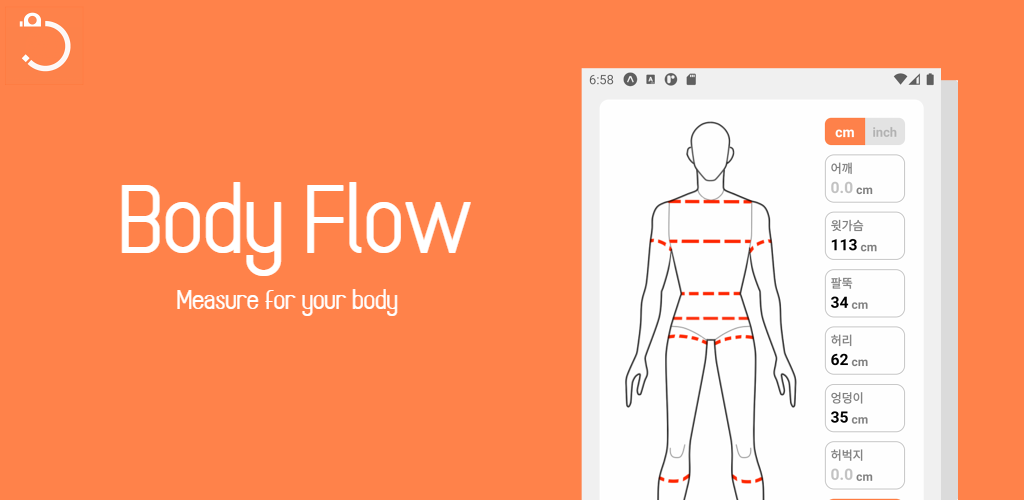 Body Flow
Measure for your body
6:58
cm inch
어깨
0.0 cm
윗가슴
113 cm
팔뚝
34 cm
허리
62 cm
엉덩이
35 cm
허벅지
0.0 cm